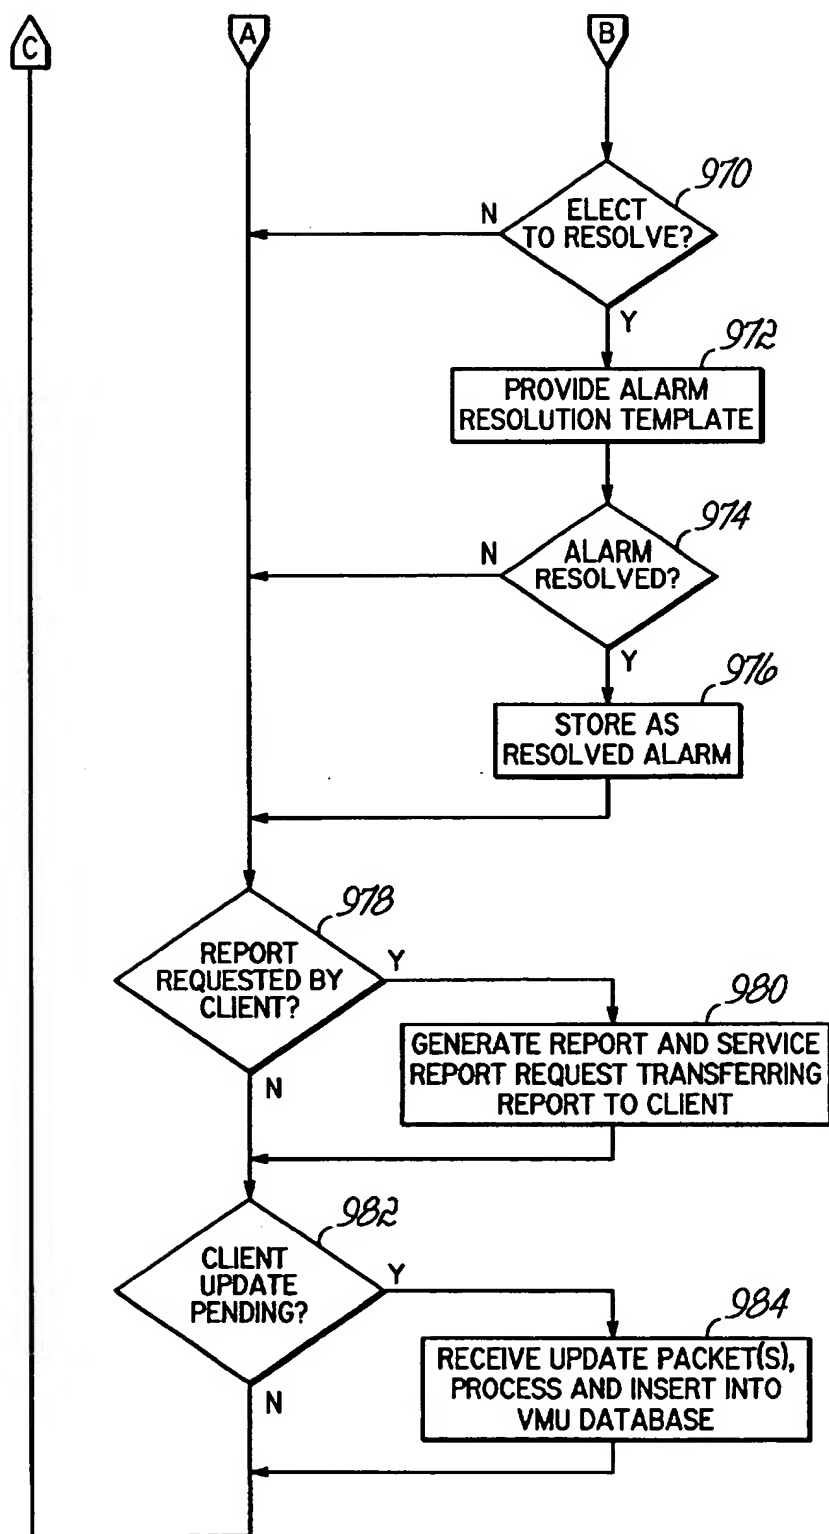 C
A
B
970
N
ELECT
TO RESOLVE?
Y
972
PROVIDE ALARM
RESOLUTION TEMPLATE
974
N
ALARM
RESOLVED?
Y
976
STORE AS
RESOLVED ALARM
978
REPORT
REQUESTED BY
CLIENT?
Y
980
GENERATE REPORT AND SERVICE
REPORT REQUEST TRANSFERRING
REPORT TO CLIENT
N
982
CLIENT
UPDATE
PENDING?
Y
984
RECEIVE UPDATE PACKET(S),
PROCESS AND INSERT INTO
VMU DATABASE
N